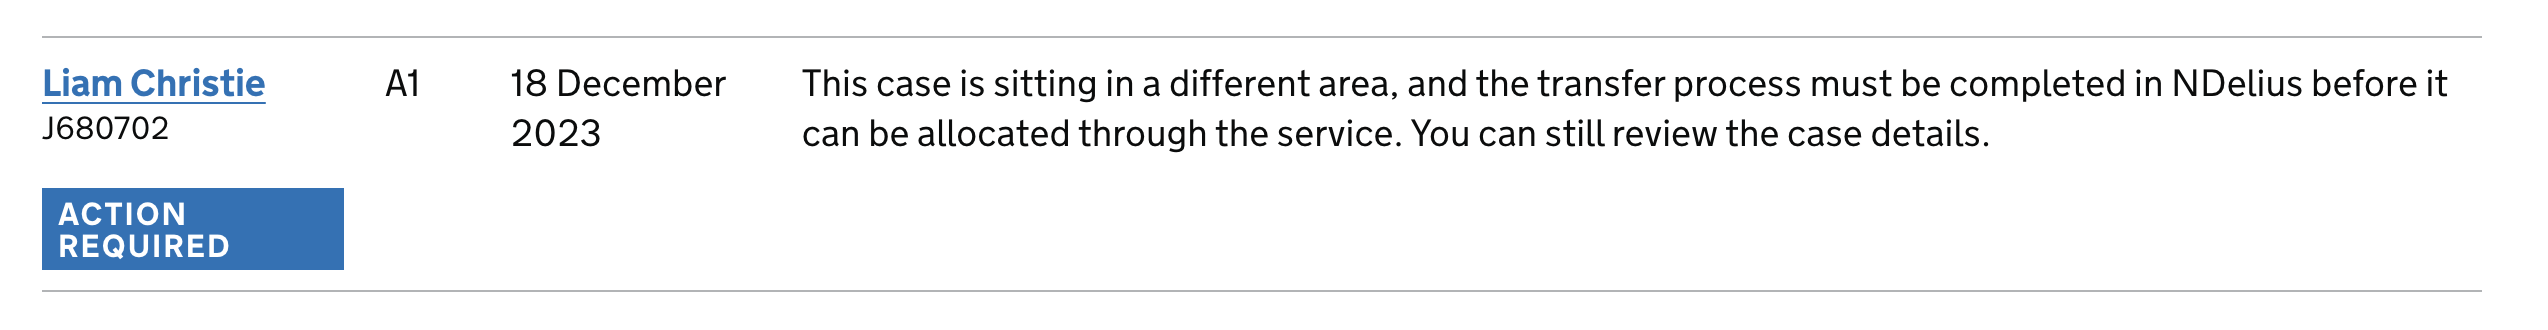 Liam Christie
J680702
ACTION
REQUIRED
A1
18 December
2023
This case is sitting in a different area, and the transfer process must be completed in NDelius before it
can be allocated through the service. You can still review the case details.